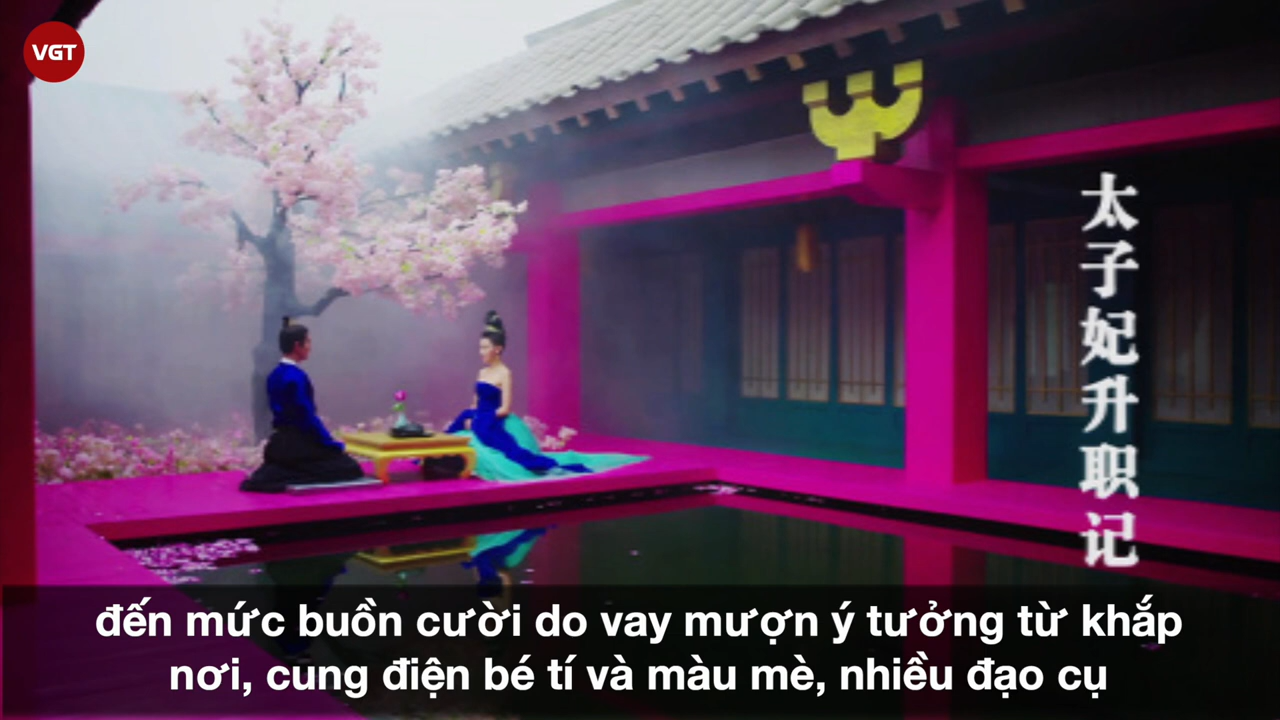 VGT
太子妃升职记
đến mức buồn cười do vay mượn ý tưởng từ khắp
nơi, cung điện bé tí và màu mè, nhiều đạo cụ